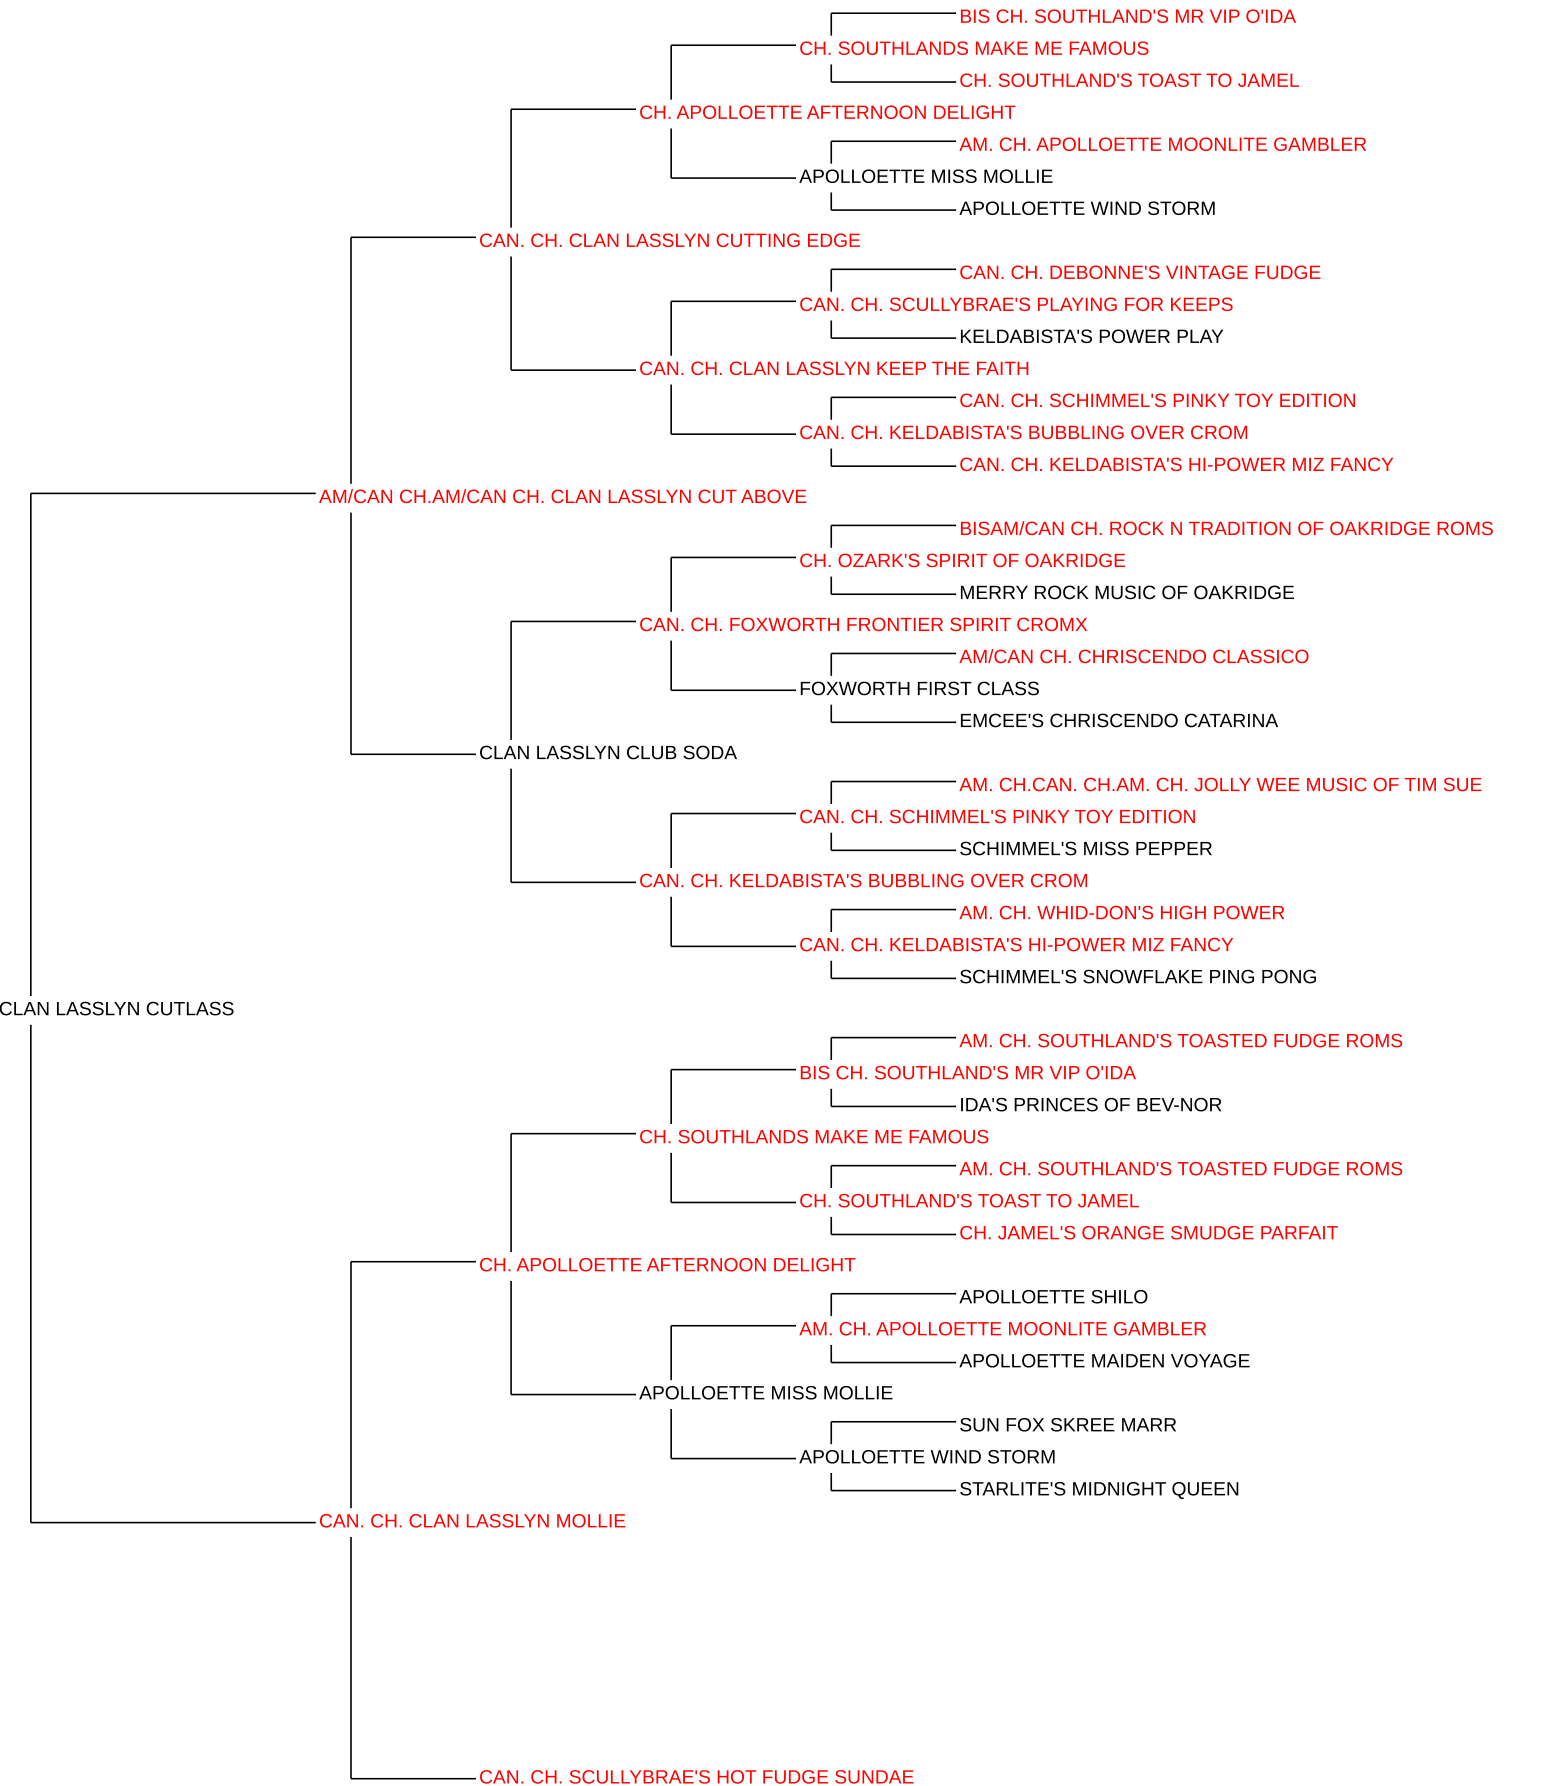 BIS CH. SOUTHLAND'S MR VIP O'IDA
CH. SOUTHLANDS MAKE ME FAMOUS
CH. SOUTHLAND'S TOAST TO JAMEL
CH. APOLLOETTE AFTERNOON DELIGHT
AM. CH. APOLLOETTE MOONLITE GAMBLER
APOLLOETTE MISS MOLLIE
APOLLOETTE WIND STORM
CAN. CH. CLAN LASSLYN CUTTING EDGE
CAN. CH. DEBONNE'S VINTAGE FUDGE
CAN. CH. SCULLYBRAE'S PLAYING FOR KEEPS
KELDABISTA'S POWER PLAY
CAN. CH. CLAN LASSLYN KEEP THE FAITH
CAN. CH. SCHIMMEL'S PINKY TOY EDITION
CAN. CH. KELDABISTA'S BUBBLING OVER CROM
CAN. CH. KELDABISTA'S HI-POWER MIZ FANCY
AM/CAN CH.AM/CAN CH. CLAN LASSLYN CUT ABOVE
BISAM/CAN CH. ROCK N TRADITION OF OAKRIDGE ROMS
CH. OZARK'S SPIRIT OF OAKRIDGE
MERRY ROCK MUSIC OF OAKRIDGE
CAN. CH. FOXWORTH FRONTIER SPIRIT CROMX
AM/CAN CH. CHRISCENDO CLASSICO
FOXWORTH FIRST CLASS
EMCEE'S CHRISCENDO CATARINA
CLAN LASSLYN CLUB SODA
AM. CH.CAN. CH.AM. CH. JOLLY WEE MUSIC OF TIM SUE
CAN. CH. SCHIMMEL'S PINKY TOY EDITION
SCHIMMEL'S MISS PEPPER
CAN. CH. KELDABISTA'S BUBBLING OVER CROM
AM. CH. WHID-DON'S HIGH POWER
CAN. CH. KELDABISTA'S HI-POWER MIZ FANCY
SCHIMMEL'S SNOWFLAKE PING PONG
CLAN LASSLYN CUTLASS
AM. CH. SOUTHLAND'S TOASTED FUDGE ROMS
BIS CH. SOUTHLAND'S MR VIP O'IDA
IDA'S PRINCES OF BEV-NOR
CH. SOUTHLANDS MAKE ME FAMOUS
AM. CH. SOUTHLAND'S TOASTED FUDGE ROMS
CH. SOUTHLAND'S TOAST TO JAMEL
CH. JAMEL'S ORANGE SMUDGE PARFAIT
CH. APOLLOETTE AFTERNOON DELIGHT
APOLLOETTE SHILO
AM. CH. APOLLOETTE MOONLITE GAMBLER
APOLLOETTE MAIDEN VOYAGE
APOLLOETTE MISS MOLLIE
SUN FOX SKREE MARR
APOLLOETTE WIND STORM
STARLITE'S MIDNIGHT QUEEN
CAN. CH. CLAN LASSLYN MOLLIE
CAN. CH. SCULLYBRAE'S HOT FUDGE SUNDAE